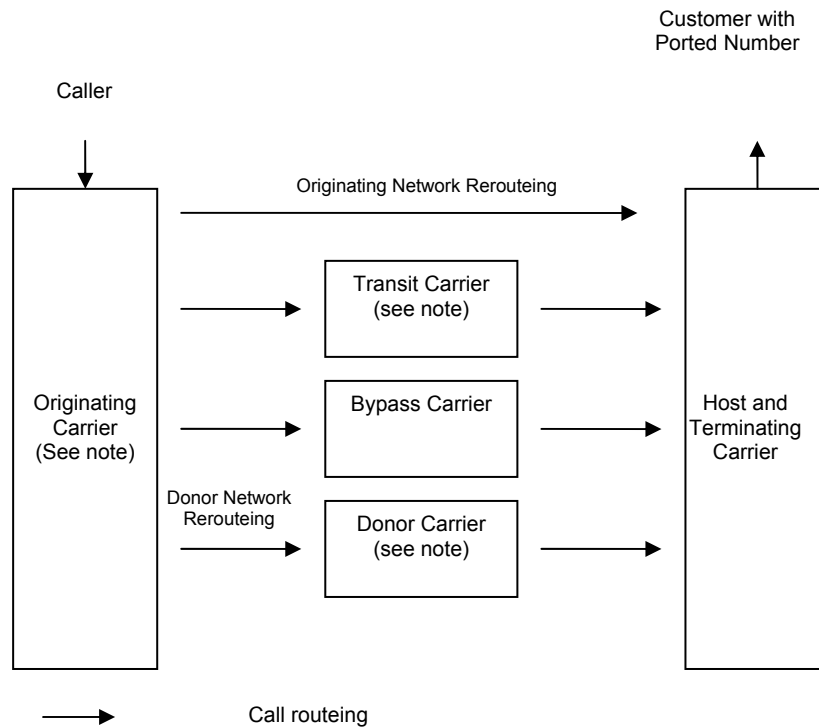 Customer with
Ported Number
Caller
Originating Network Rerouteing
Transit Carrier
(see note)
Originating
Carrier
(See note)
Bypass Carrier
Host and
Terminating
Carrier
Donor Network
Rerouteing
Donor Carrier
(see note)
Call routeing